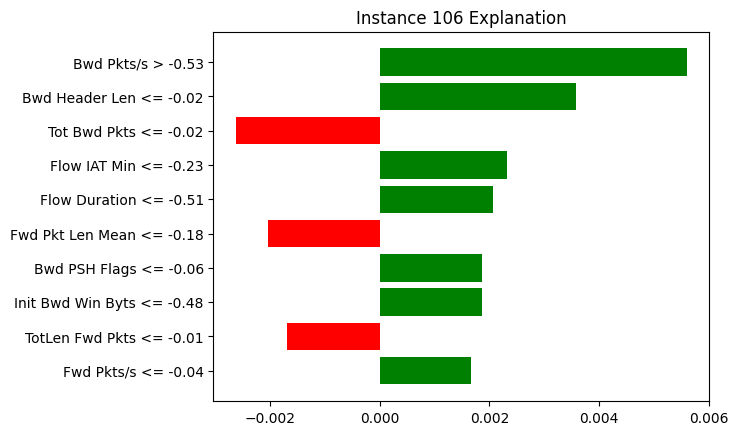 Instance 106 Explanation
Bwd Pkts/s > -0.53
Bwd Header Len <= -0.02
Tot Bwd Pkts <= -0.02
Flow IAT Min <= -0.23
Flow Duration <= -0.51
Fwd Pkt Len Mean <= -0.18
Bwd PSH Flags <= -0.06
Init Bwd Win Byts <= -0.48
TotLen Fwd Pkts <= -0.01
Fwd Pkts/s <= -0.04
−0.002 0.000 0.002 0.004 0.006